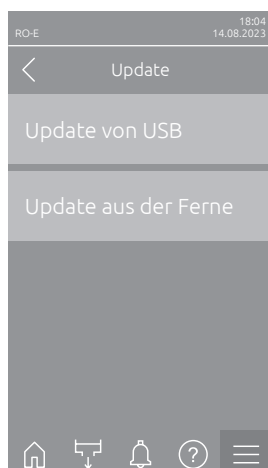 18:04
RO-E 14.08.2023
Update
Update von USB
Update aus der Ferne
?